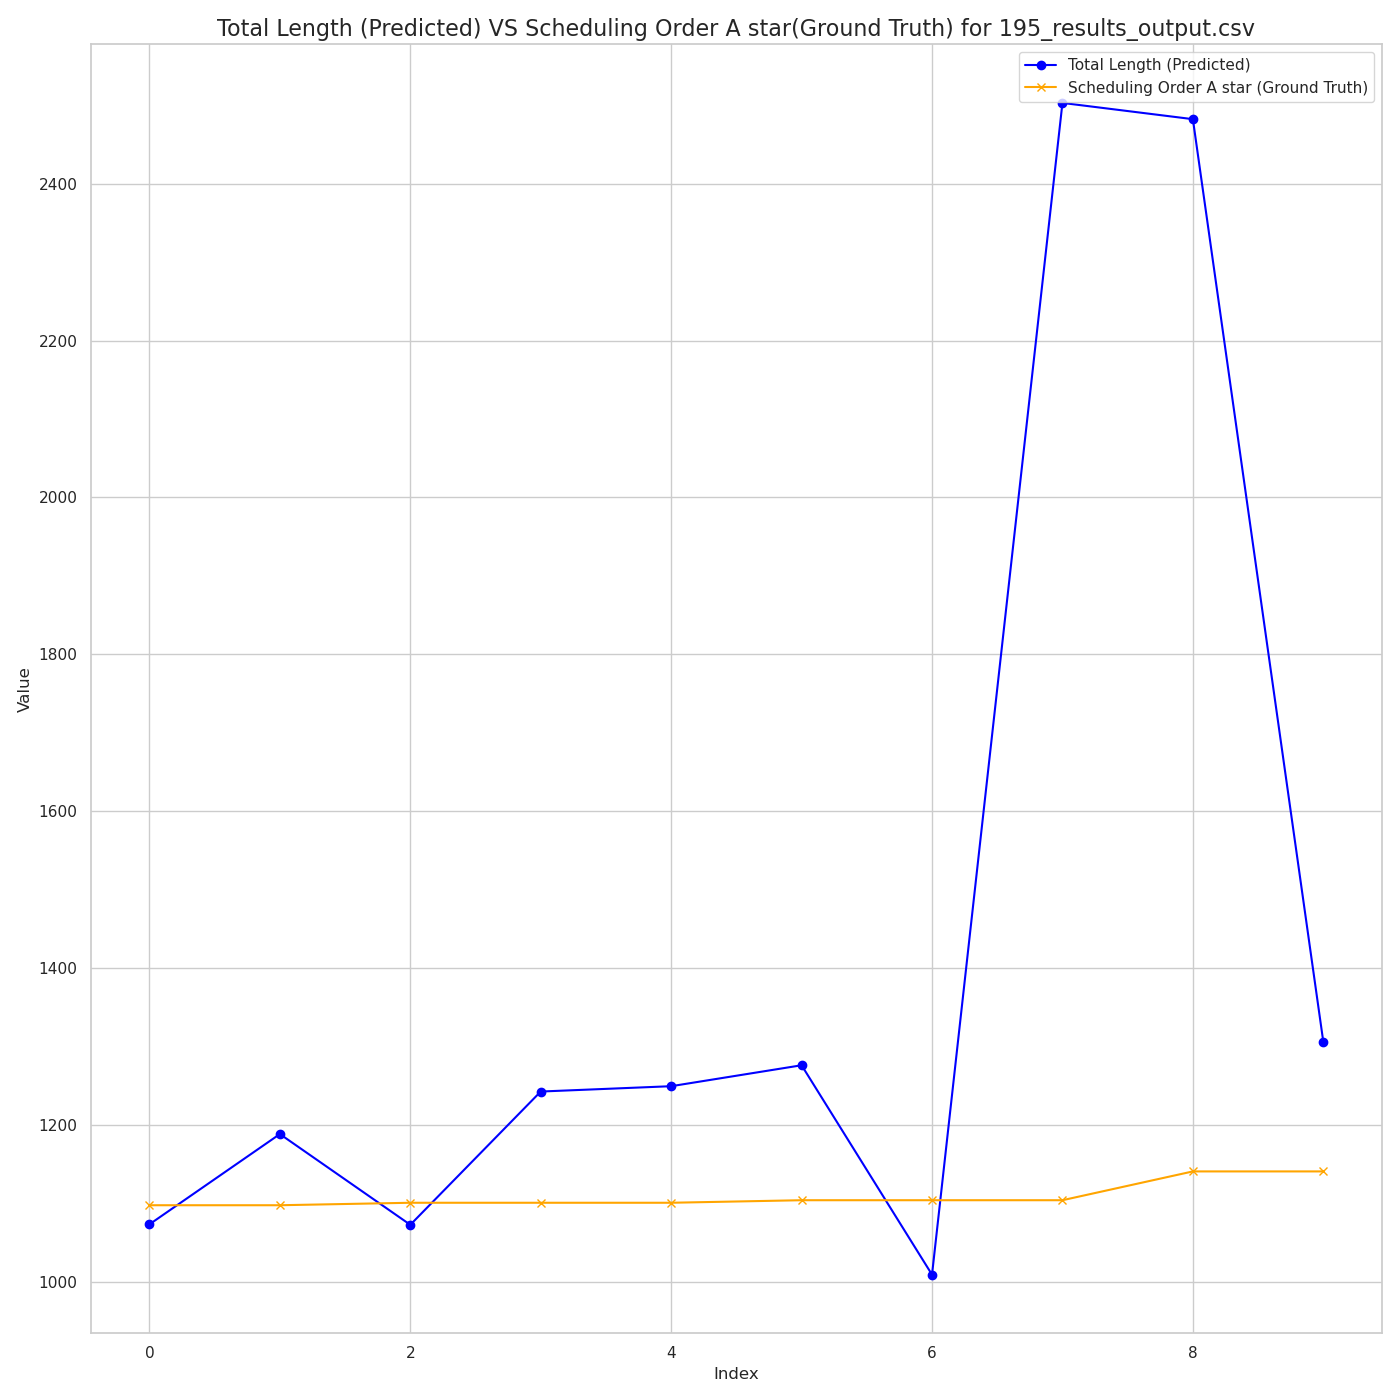 Total Length (Predicted) VS Scheduling Order A star(Ground Truth) for 195_results_output.csv
Total Length (Predicted)
Scheduling Order A star (Ground Truth)
2400
2200
2000
1800
1600
1400
1200
1000
Value
0 2 4 6 8
Index